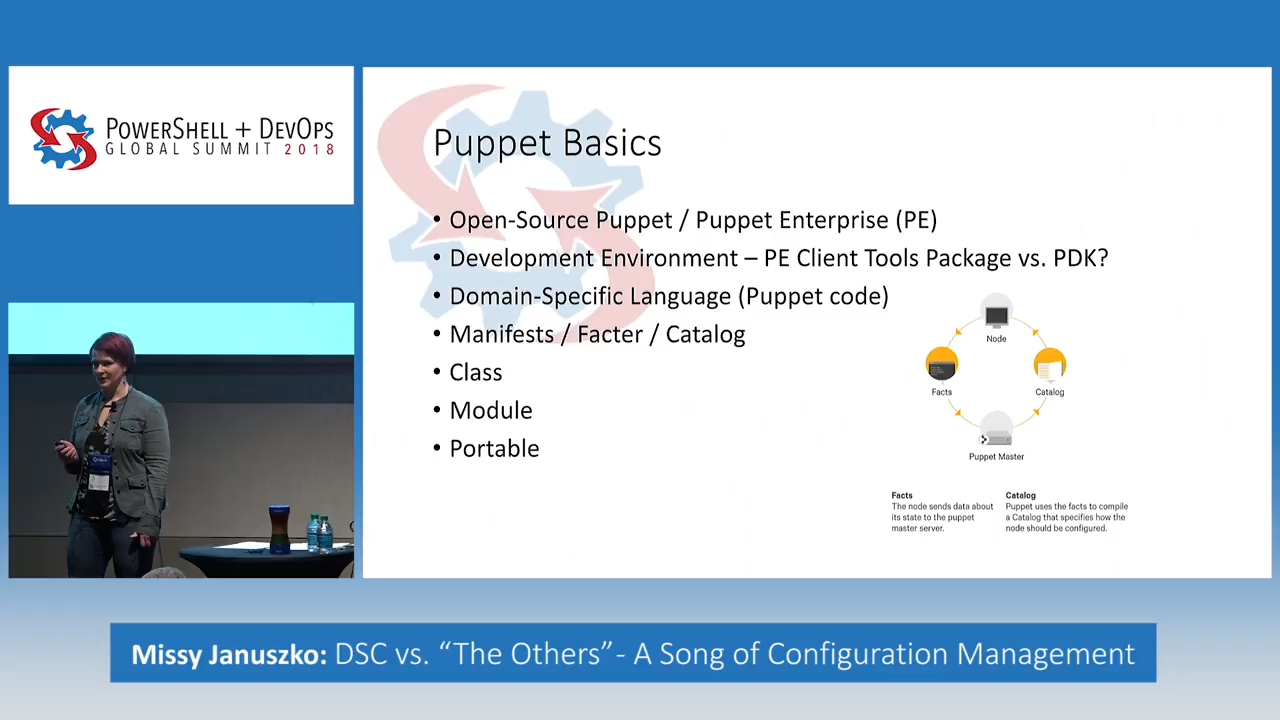 POWERSHELL + DEVOPS
GLOBAL SUMMIT 2018
Puppet Basics
• Open-Source Puppet / Puppet Enterprise (PE)
• Development Environment – PE Client Tools Package vs. PDK?
• Domain-Specific Language (Puppet code)
• Manifests / Facter / Catalog
• Class
• Module
• Portable
Node
Facts
Catalog
Puppet Master
Facts
The node sends data about
its state to the puppet
master server.
Catalog
Puppet uses the facts to compile
a Catalog that specifies how the
node should be configured.
Missy Januszko: DSC vs. “The Others”- A Song of Configuration Management